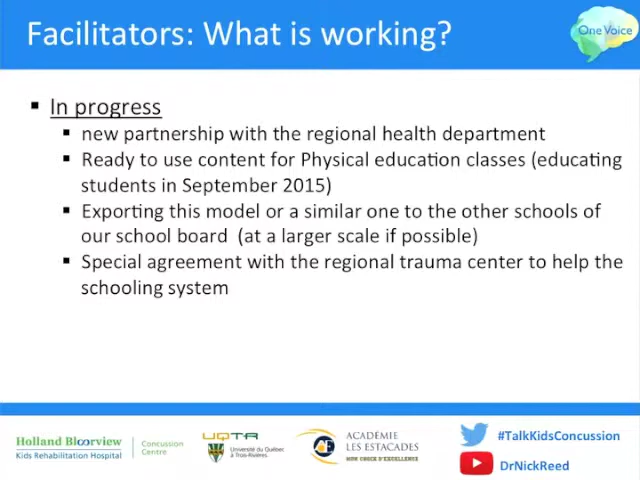 Facilitators: What is working?
One Voice
In progress
new partnership with the regional health department
Ready to use content for Physical education classes (educating
students in September 2015)
Exporting this model or a similar one to the other schools of
our school board (at a larger scale if possible)
Special agreement with the regional trauma center to help the
schooling system
Holland Bloorview
Kids Rehabilitation Hospital
Concussion
Centre
UQTR
Université du Québec
à Trois-Rivières
ACADÉMIE
LES ESTACADES
MON CHOIX D'EXCELLENCE
#TalkKidsConcussion
DrNickReed